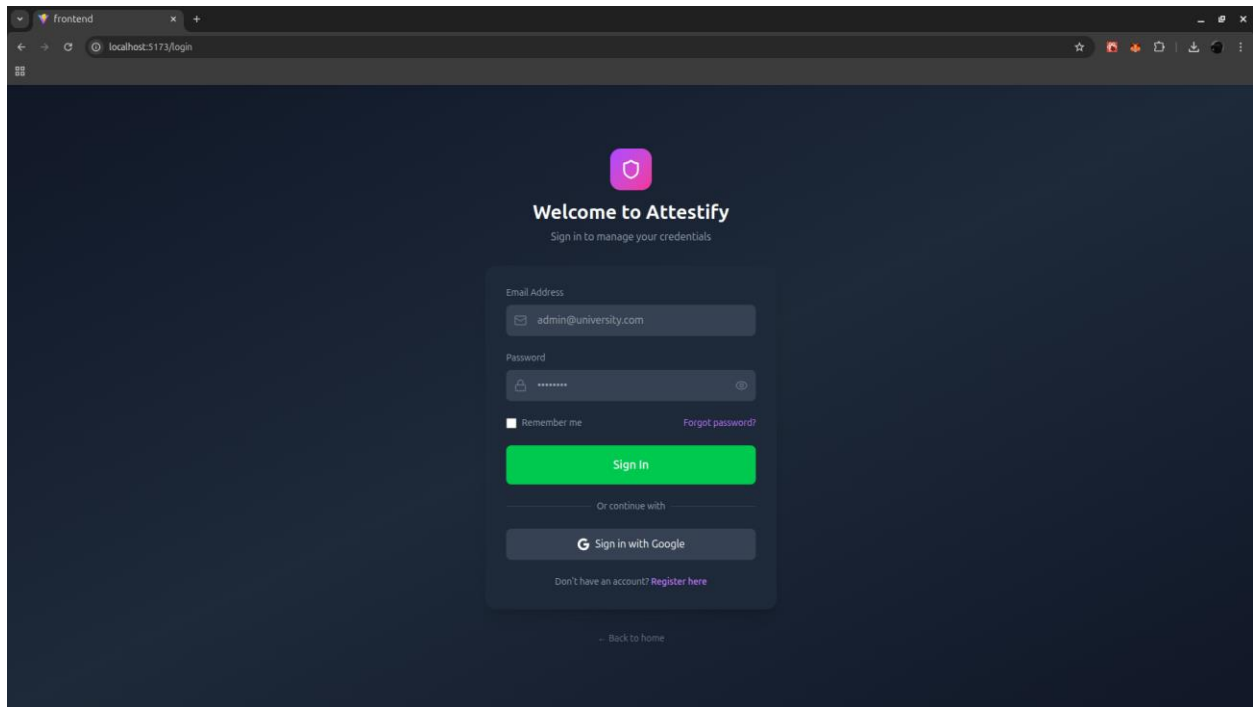 frontend
localhost:5173/login
Welcome to Attestify
Sign in to manage your credentials
Email Address
admin@university.com
Password
••••••••
Remember me Forgot password?
Sign In
Or continue with
G Sign in with Google
Don't have an account? Register here
← Back to home